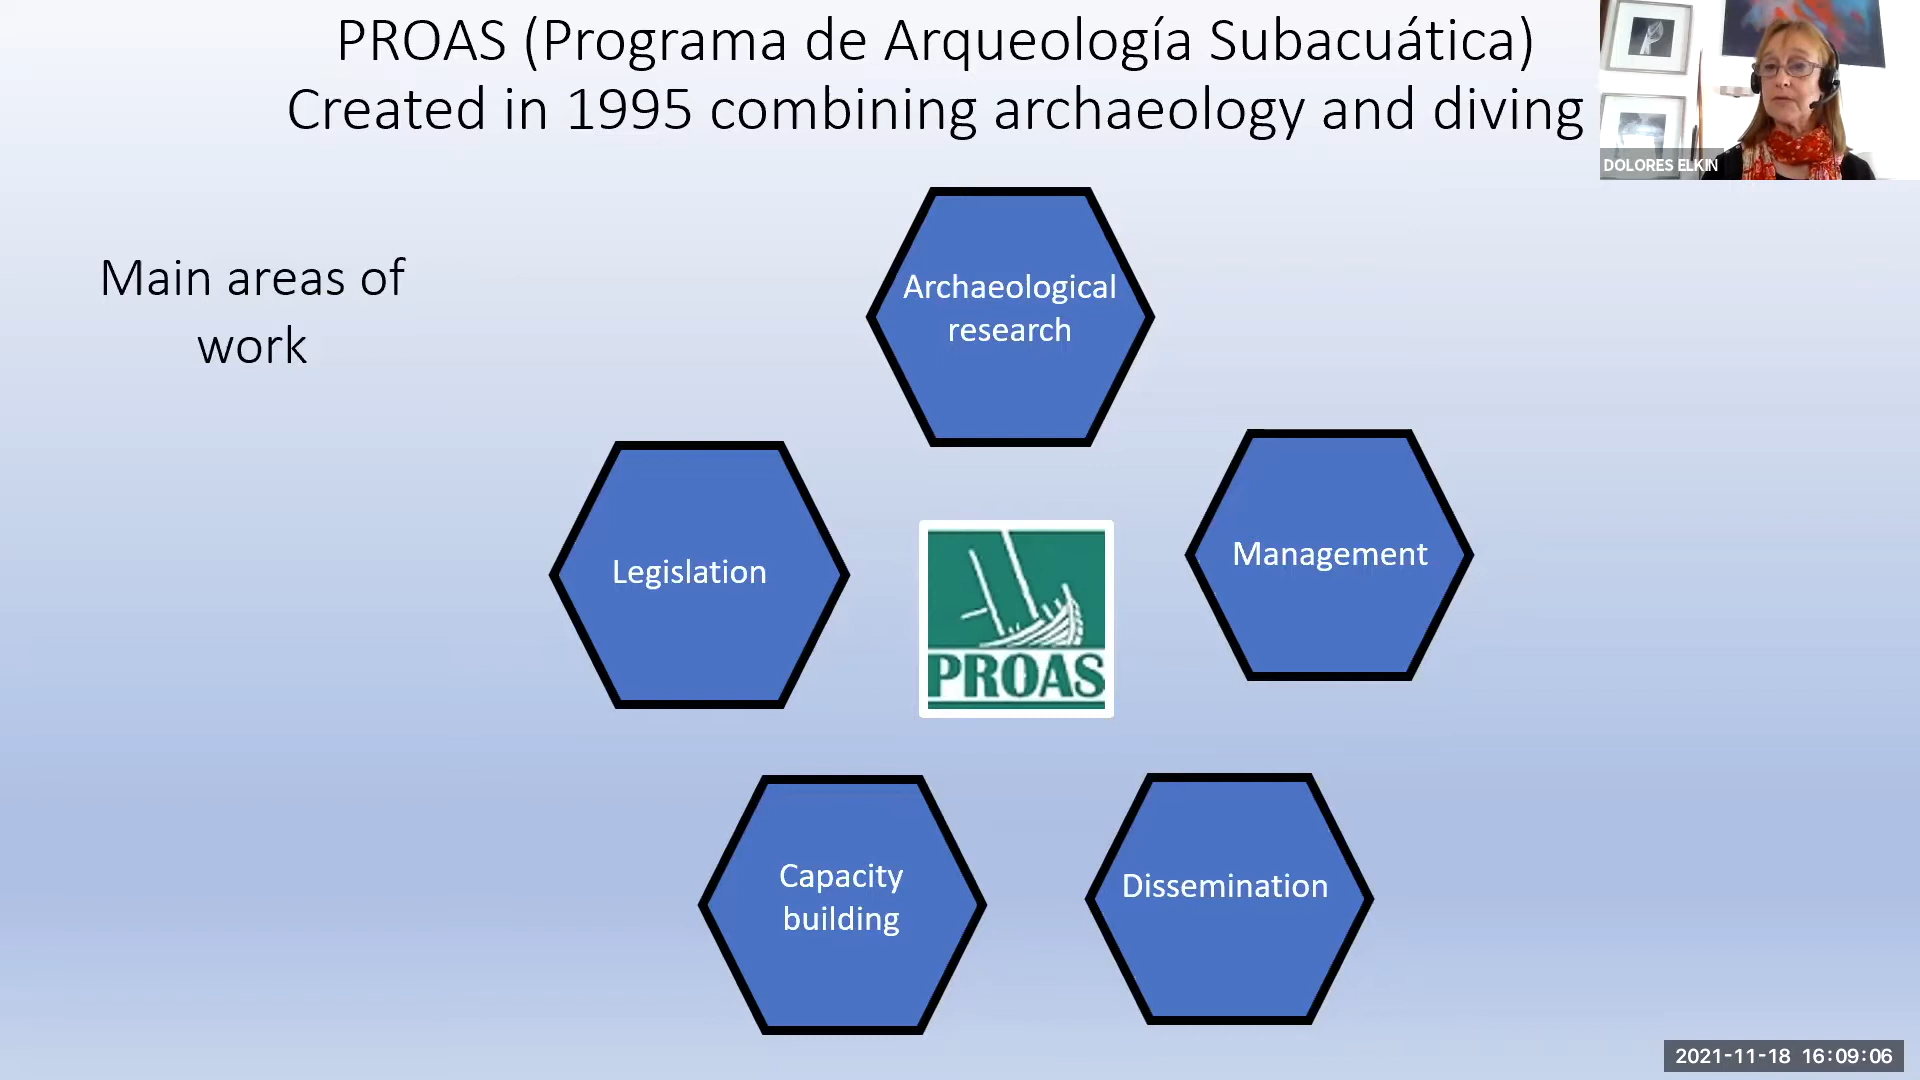 PROAS (Programa de Arqueología Subacuática)
Created in 1995 combining archaeology and diving
DOLORES ELKIN
Main areas of
work
Archaeological
research
Legislation
Management
PROAS
Capacity
building
Dissemination
2021-11-18 16:09:06